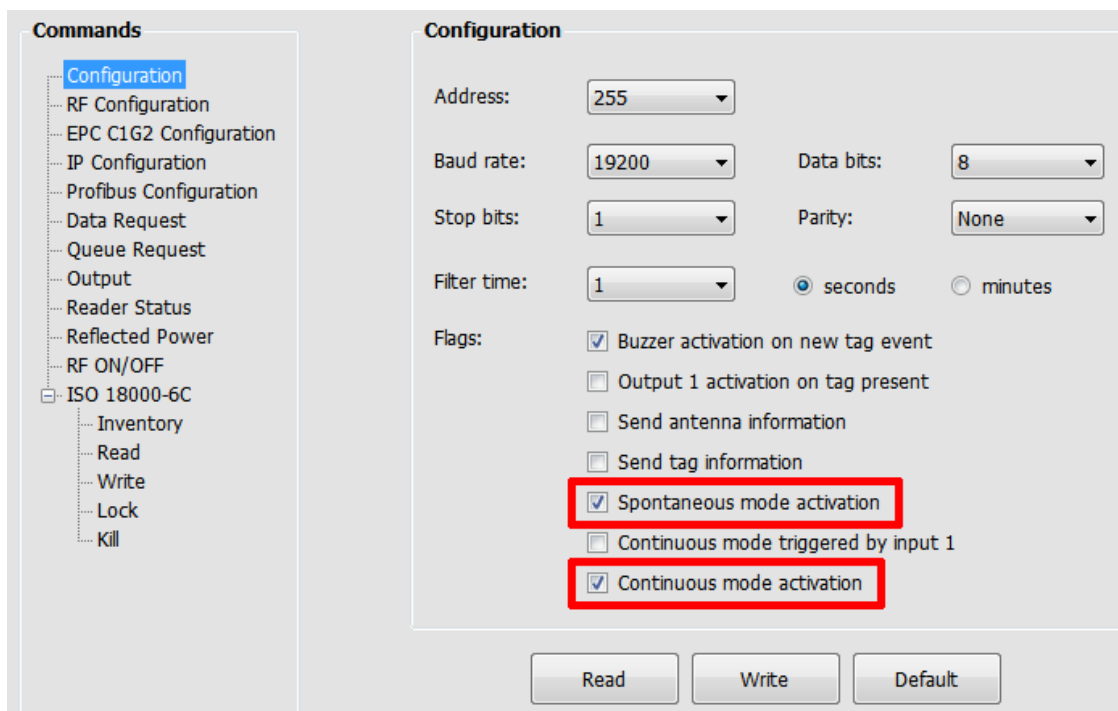 Commands
Configuration
RF Configuration
EPC C1G2 Configuration
IP Configuration
Profibus Configuration
Data Request
Queue Request
Output
Reader Status
Reflected Power
RF ON/OFF
ISO 18000-6C
Inventory
Read
Write
Lock
Kill
Configuration
Address: 255
Baud rate: 19200 Data bits: 8
Stop bits: 1 Parity: None
Filter time: 1 seconds minutes
Flags: Buzzer activation on new tag event
Output 1 activation on tag present
Send antenna information
Send tag information
Spontaneous mode activation
Continuous mode triggered by input 1
Continuous mode activation
Read Write Default